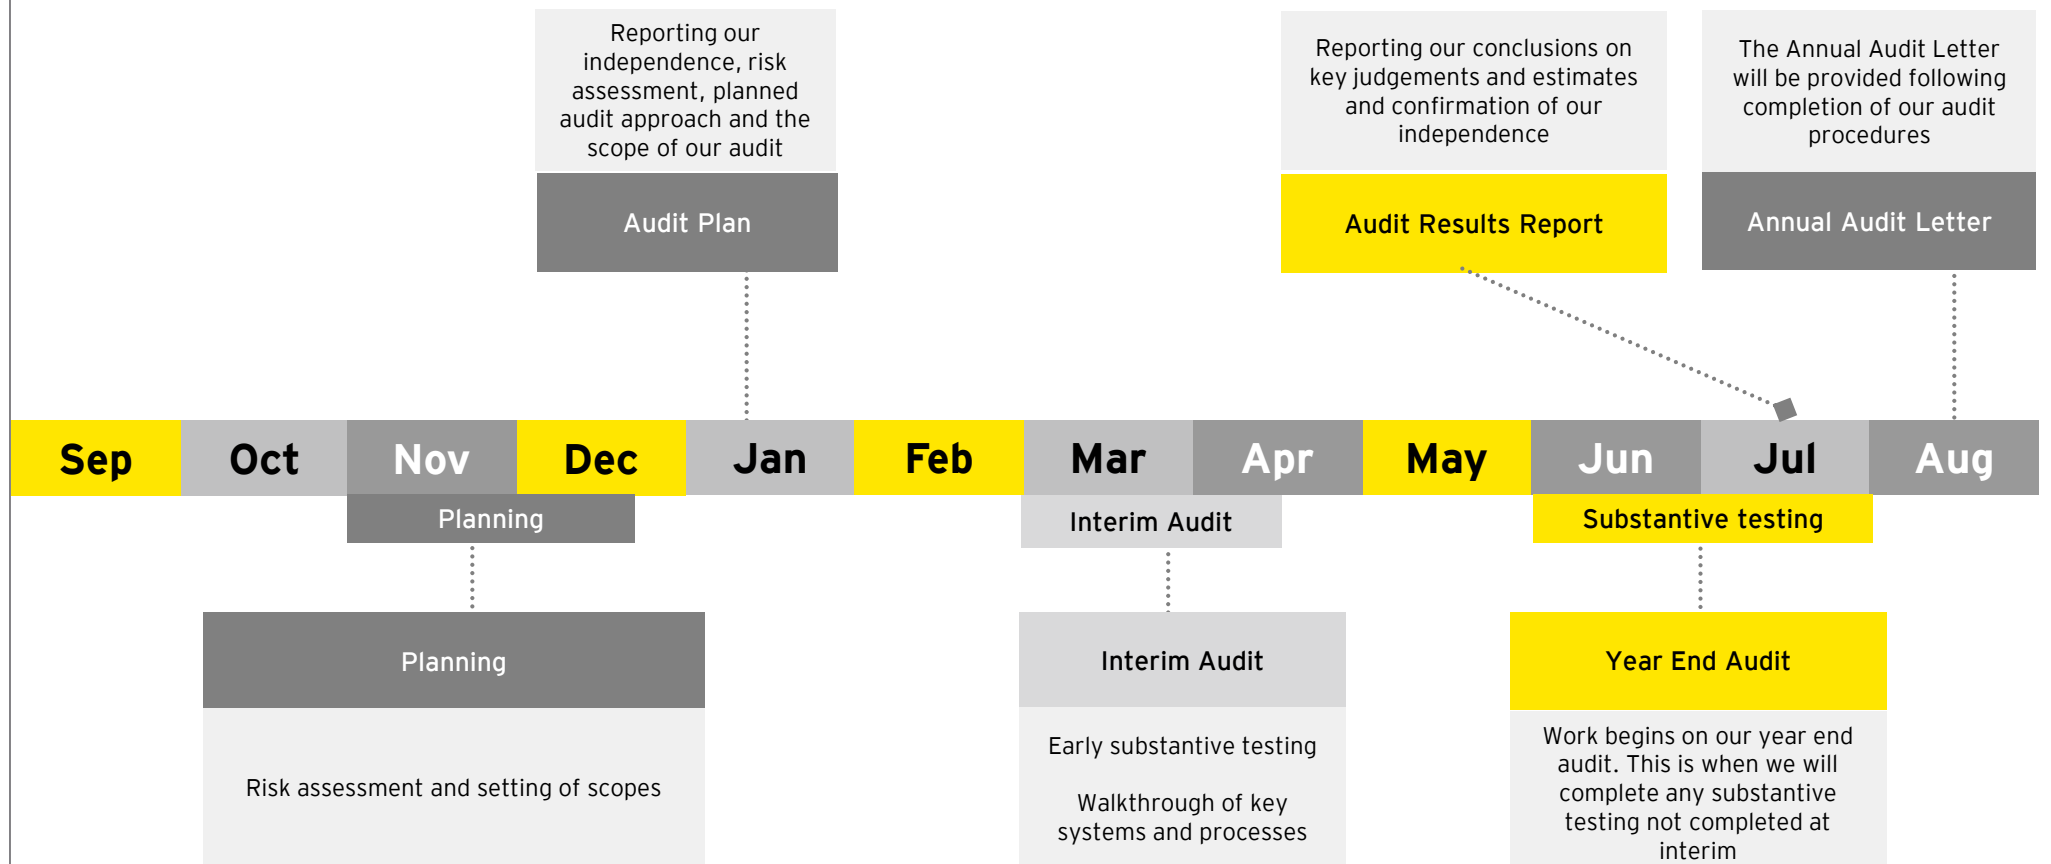 Reporting our
independence, risk
assessment, planned
audit approach and the
scope of our audit
Audit Plan
Reporting our conclusions on
key judgements and estimates
and confirmation of our
independence
Audit Results Report
The Annual Audit Letter
will be provided following
completion of our audit
procedures
Annual Audit Letter
Sep Oct Nov Dec Jan Feb Mar Apr May Jun Jul Aug
Planning
Interim Audit
Substantive testing
Planning
Risk assessment and setting of scopes
Interim Audit
Early substantive testing
Walkthrough of key
systems and processes
Year End Audit
Work begins on our year end
audit. This is when we will
complete any substantive
testing not completed at
interim